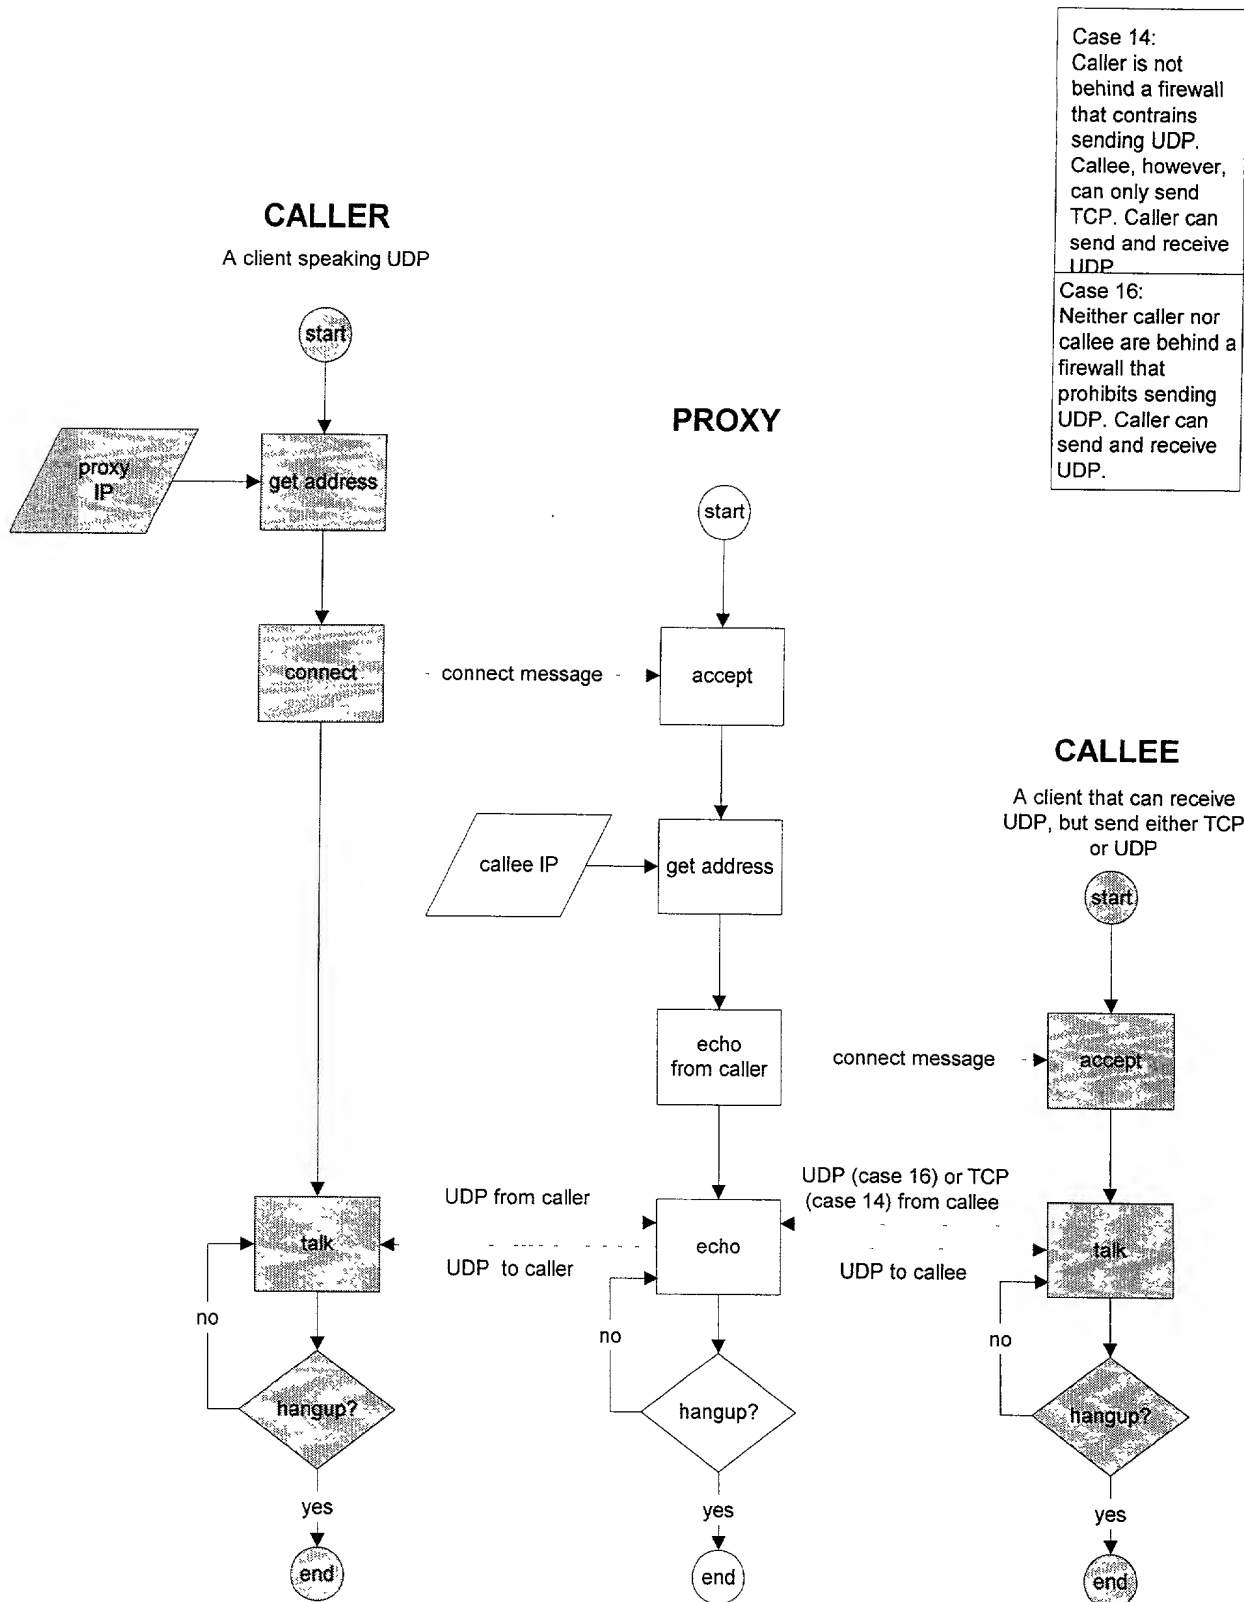 Case 14:
Caller is not
behind a firewall
that contrains
sending UDP.
Callee, however,
can only send
TCP. Caller can
send and receive
UDP
Case 16:
Neither caller nor
callee are behind a
firewall that
prohibits sending
UDP. Caller can
send and receive
UDP.
CALLER
A client speaking UDP
start
proxy
IP
get address
connect
connect message
talk
UDP from caller
UDP to caller
no
hangup?
yes
end
PROXY
start
accept
callee IP
get address
echo
from caller
connect message
echo
UDP (case 16) or TCP
(case 14) from callee
UDP to callee
no
hangup?
yes
end
CALLEE
A client that can receive
UDP, but send either TCP
or UDP
start
accept
talk
no
hangup?
yes
end